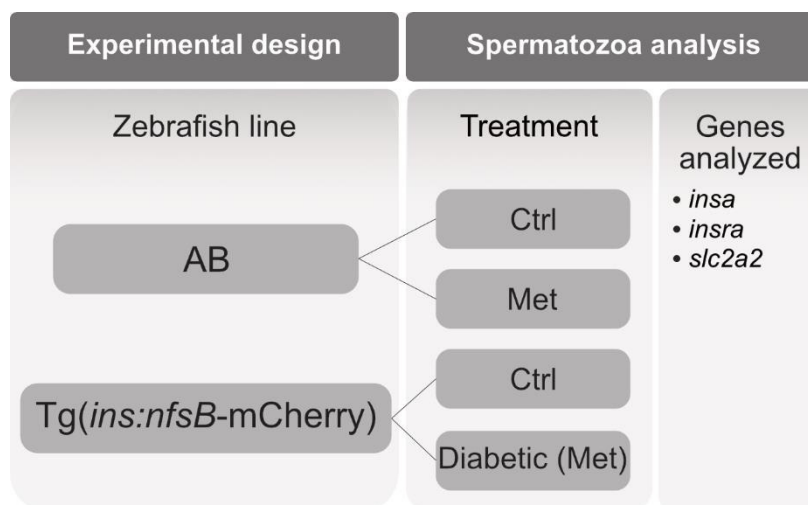 Experimental design
Spermatozoa analysis
Zebrafish line
AB
Tg(ins:nfsB-mCherry)
Treatment
Ctrl
Met
Ctrl
Diabetic (Met)
Genes
analyzed
• insa
• insra
• slc2a2